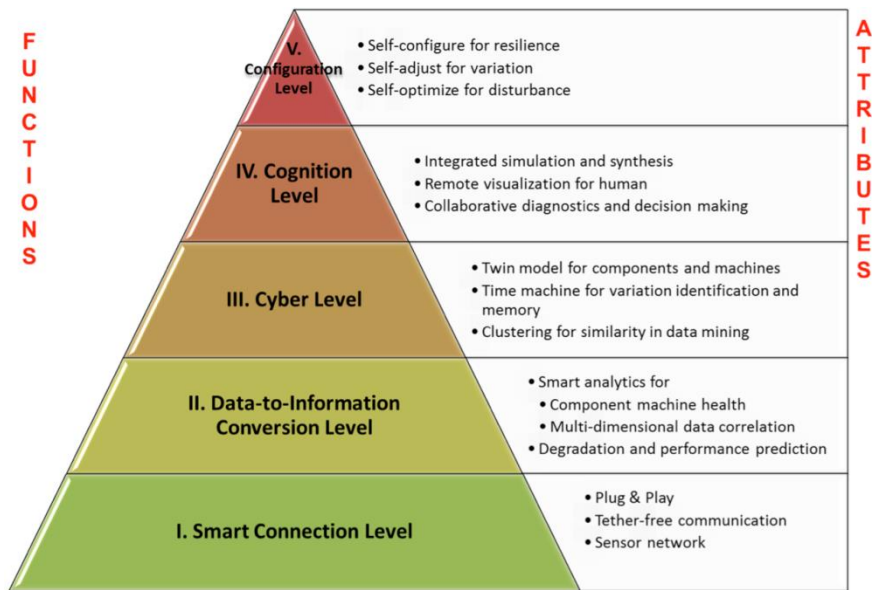 FUNCTIONS
ATTRIBUTES
V.
Configuration
Level
• Self-configure for resilience
• Self-adjust for variation
• Self-optimize for disturbance
IV. Cognition
Level
• Integrated simulation and synthesis
• Remote visualization for human
• Collaborative diagnostics and decision making
III. Cyber Level
• Twin model for components and machines
• Time machine for variation identification and
memory
• Clustering for similarity in data mining
II. Data-to-Information
Conversion Level
• Smart analytics for
• Component machine health
• Multi-dimensional data correlation
• Degradation and performance prediction
I. Smart Connection Level
• Plug & Play
• Tether-free communication
• Sensor network